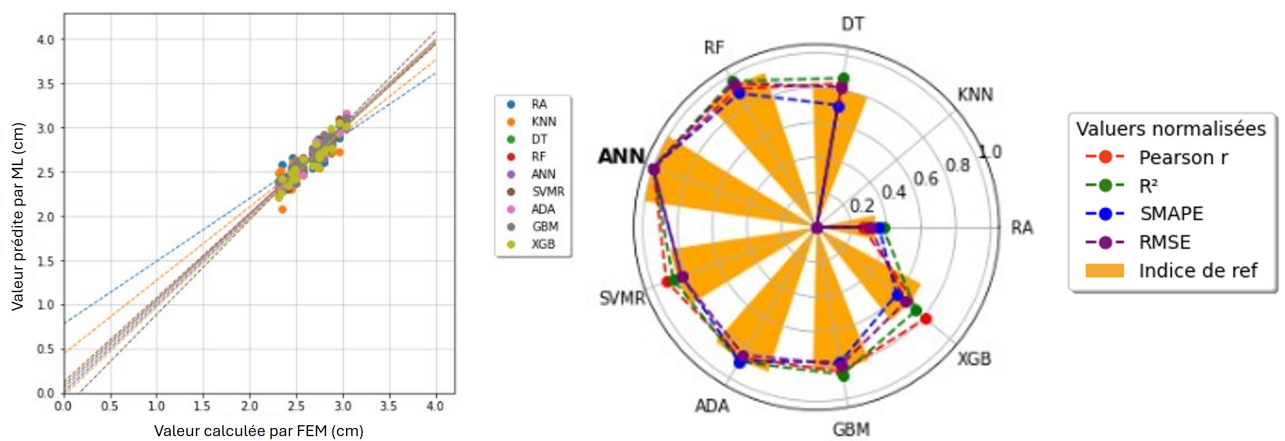 Valeur prédite par ML (cm)
4.0
3.5
3.0
2.5
2.0
1.5
1.0
0.5
0.0
0.0 0.5 1.0 1.5 2.0 2.5 3.0 3.5 4.0
Valeur calculée par FEM (cm)
RA
KNN
DT
RF
ANN
SVMR
ADA
GBM
XGB
DT
RF
KNN
ANN
1.0
0.8
0.6
0.4
0.2
RA
SVMR
XGB
ADA
GBM
Valuers normalisées
Pearson r
R²
SMAPE
RMSE
Indice de ref